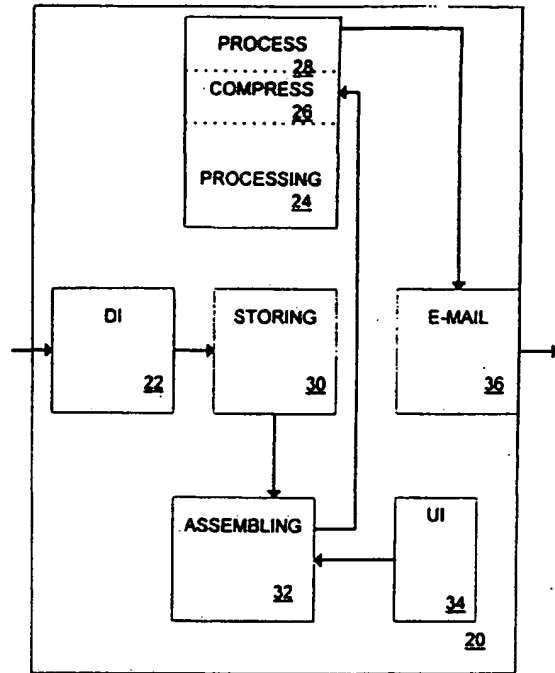 PROCESS
28
COMPRESS
26
PROCESSING
24
DI
22
STORING
30
E-MAIL
36
ASSEMBLING
32
UI
34
20